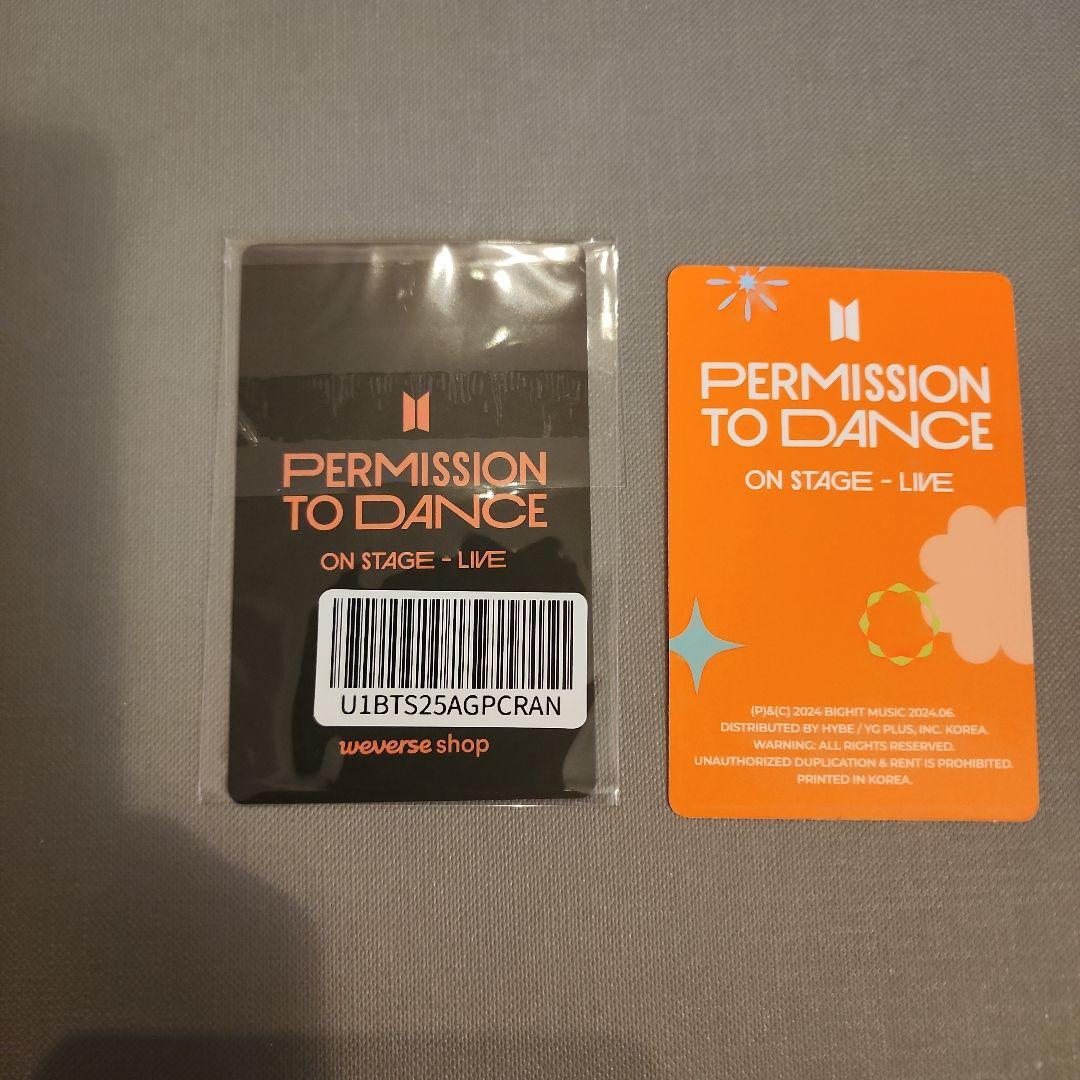 PERMISSION
TO DANCE
ON STAGE - LIVE
U1BTS25AGPCRAN
weverse shop
PERMISSION
TO DANCE
ON STAGE - LIVE
(P)&(C) 2024 BIGHIT MUSIC 2024.06.
DISTRIBUTED BY HYBE / YG PLUS, INC. KOREA.
WARNING: ALL RIGHTS RESERVED.
UNAUTHORIZED DUPLICATION & RENT IS PROHIBITED.
PRINTED IN KOREA.